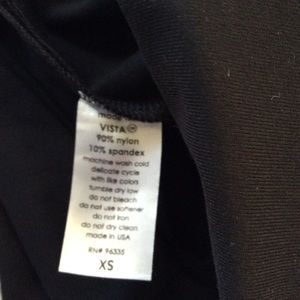 made
VISTA
90% nylon
10% spandex
machine wash cold
delicate cycle
with like colors
tumble dry low
do not bleach
do not use softener
do not iron
do not dry clean
made in USA
RN# 96335
XS